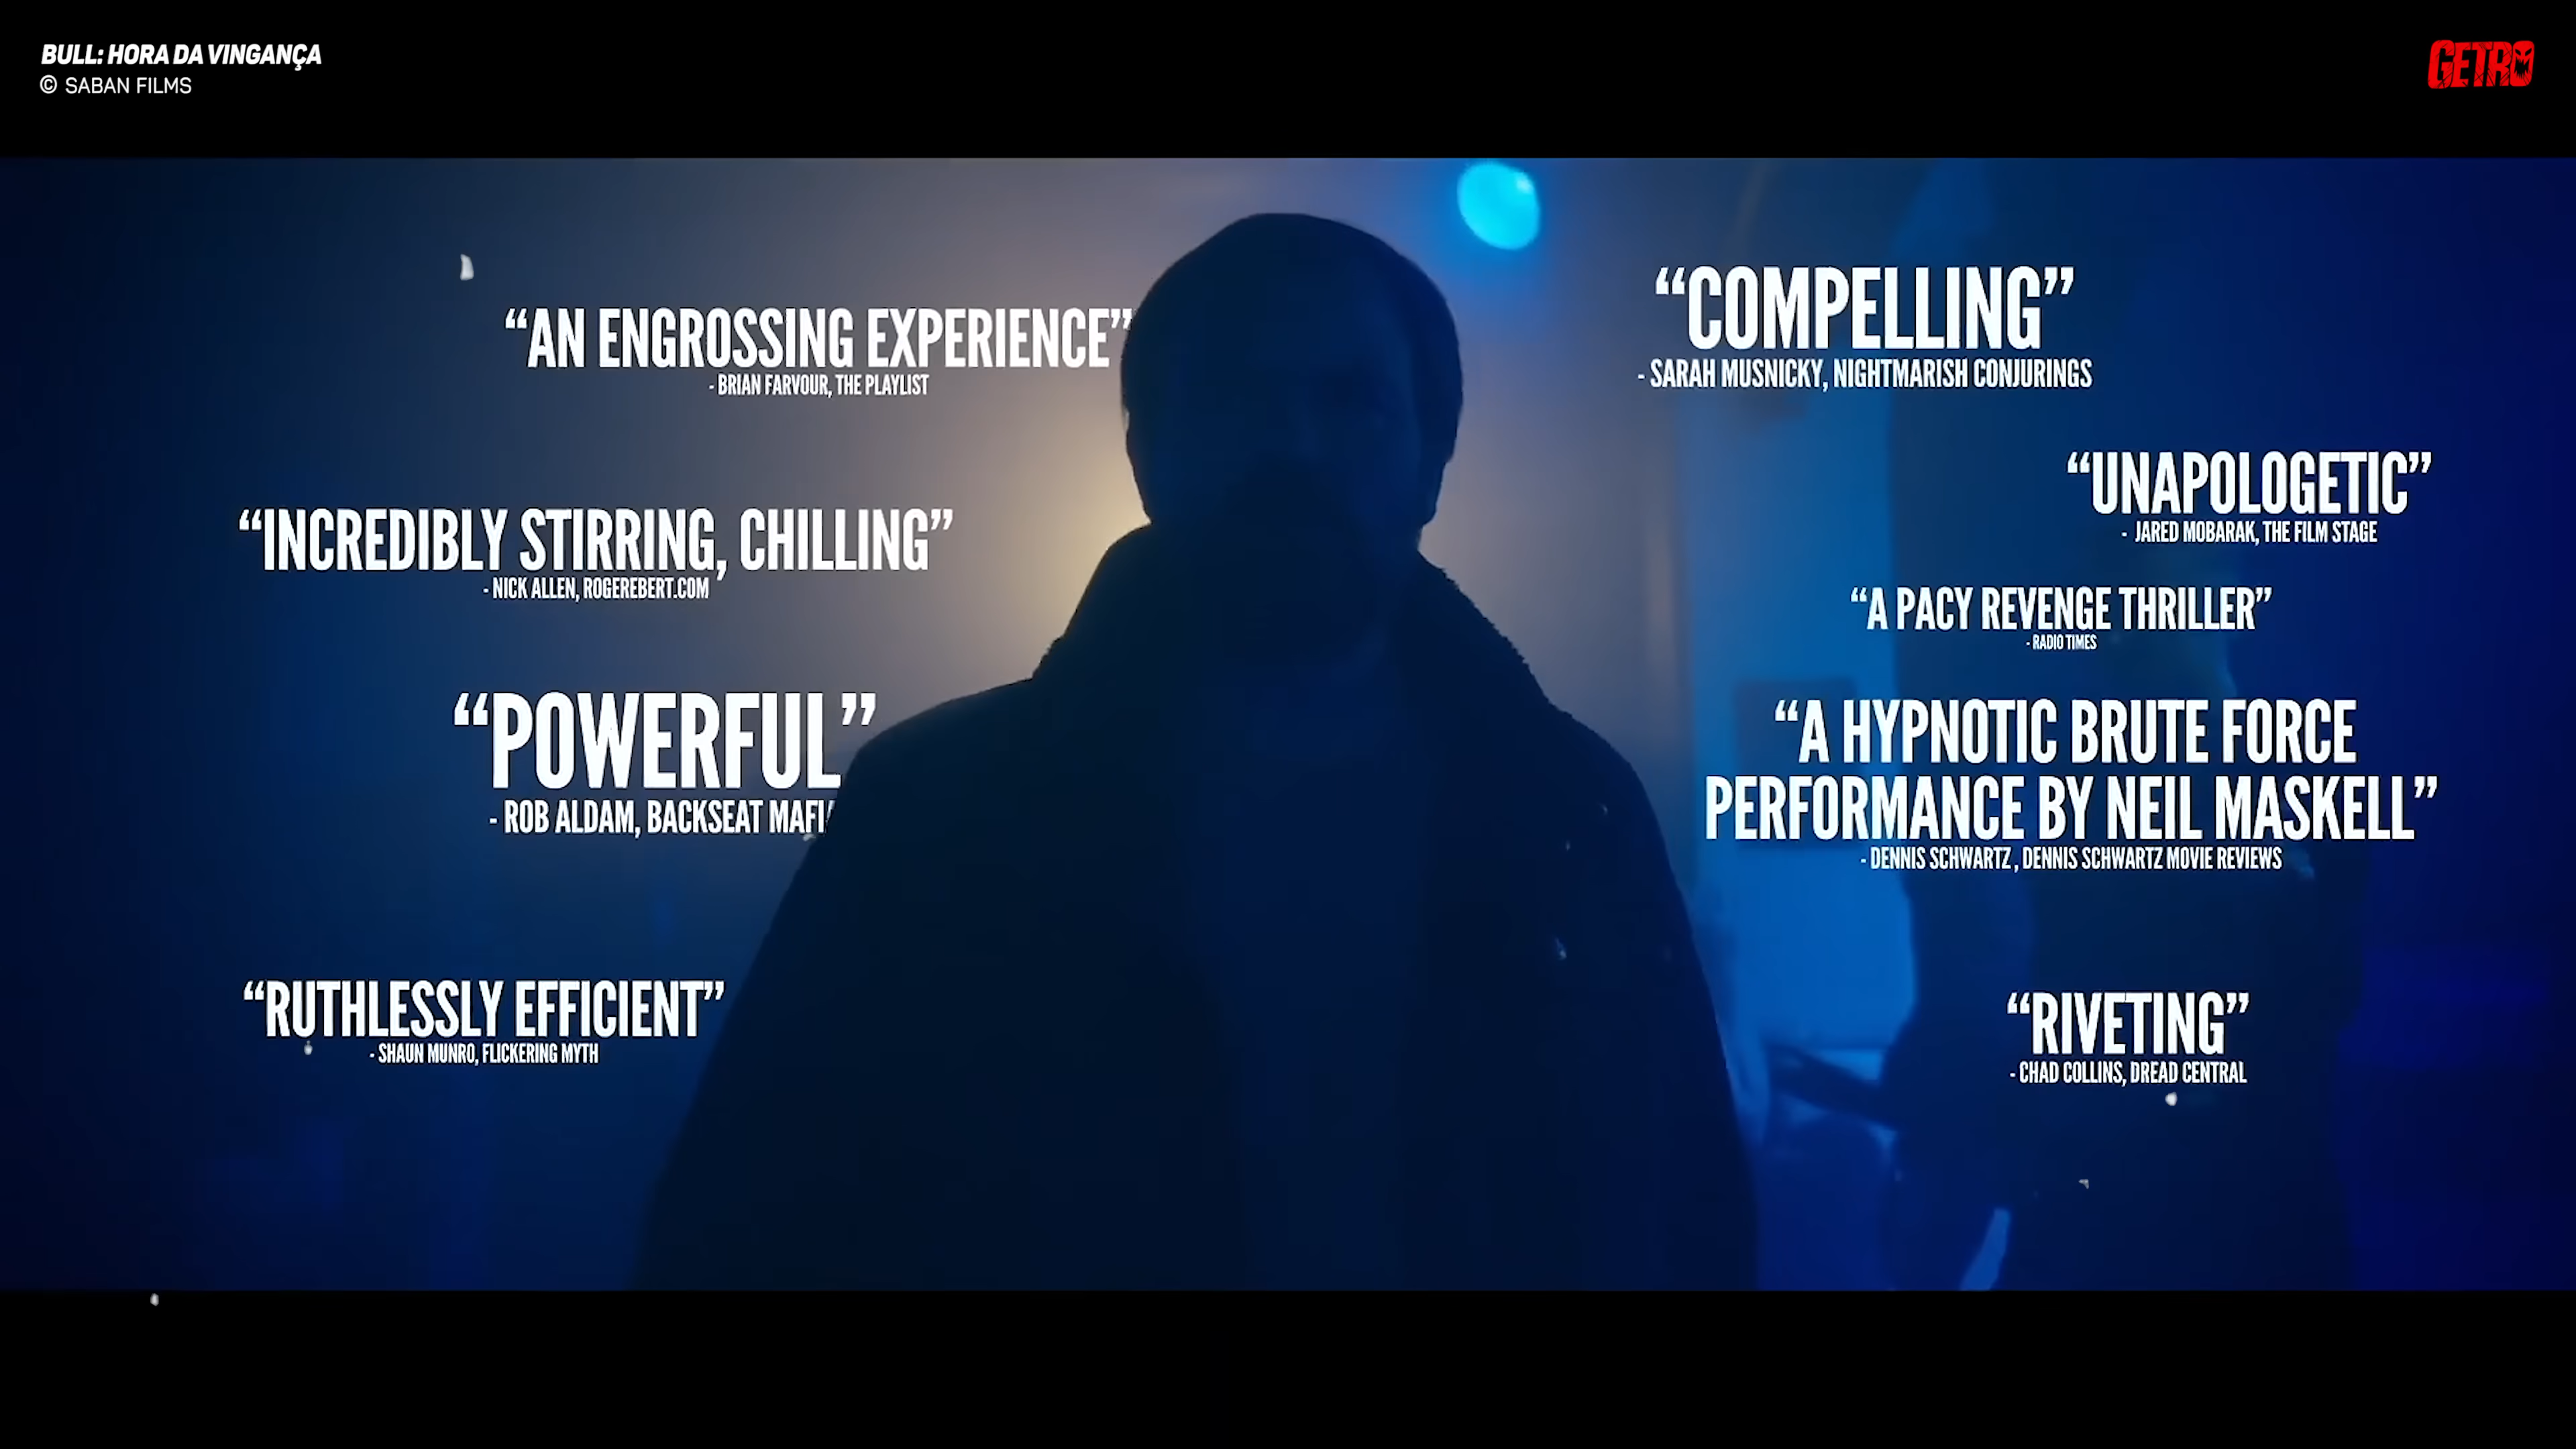 BULL: HORA DA VINGANÇA
© SABAN FILMS
GETRO
“AN ENGROSSING EXPERIENCE”
- BRIAN FARVOUR, THE PLAYLIST
“INCREDIBLY STIRRING, CHILLING”
- NICK ALLEN, ROGEREBERT.COM
“POWERFUL”
- ROB ALDAM, BACKSEAT MAFI
“RUTHLESSLY EFFICIENT”
- SHAUN MUNRO, FLICKERING MYTH
“COMPELLING”
- SARAH MUSNICKY, NIGHTMARISH CONJURINGS
“UNAPOLOGETIC”
- JARED MOBARAK, THE FILM STAGE
“A PACY REVENGE THRILLER”
- RADIO TIMES
“A HYPNOTIC BRUTE FORCE
PERFORMANCE BY NEIL MASKELL”
- DENNIS SCHWARTZ, DENNIS SCHWARTZ MOVIE REVIEWS
“RIVETING”
- CHAD COLLINS, DREAD CENTRAL